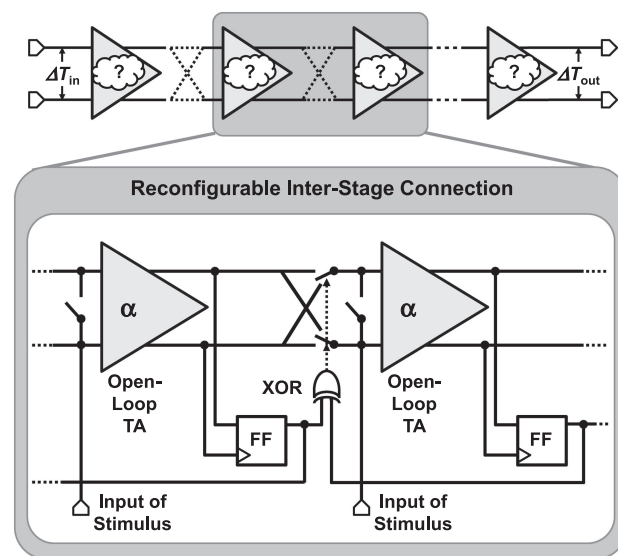 ΔTin
?
?
?
?
ΔTout
Reconfigurable Inter-Stage Connection
α
α
Open-
Loop
TA
XOR
Open-
Loop
TA
FF
FF
Input of
Stimulus
Input of
Stimulus